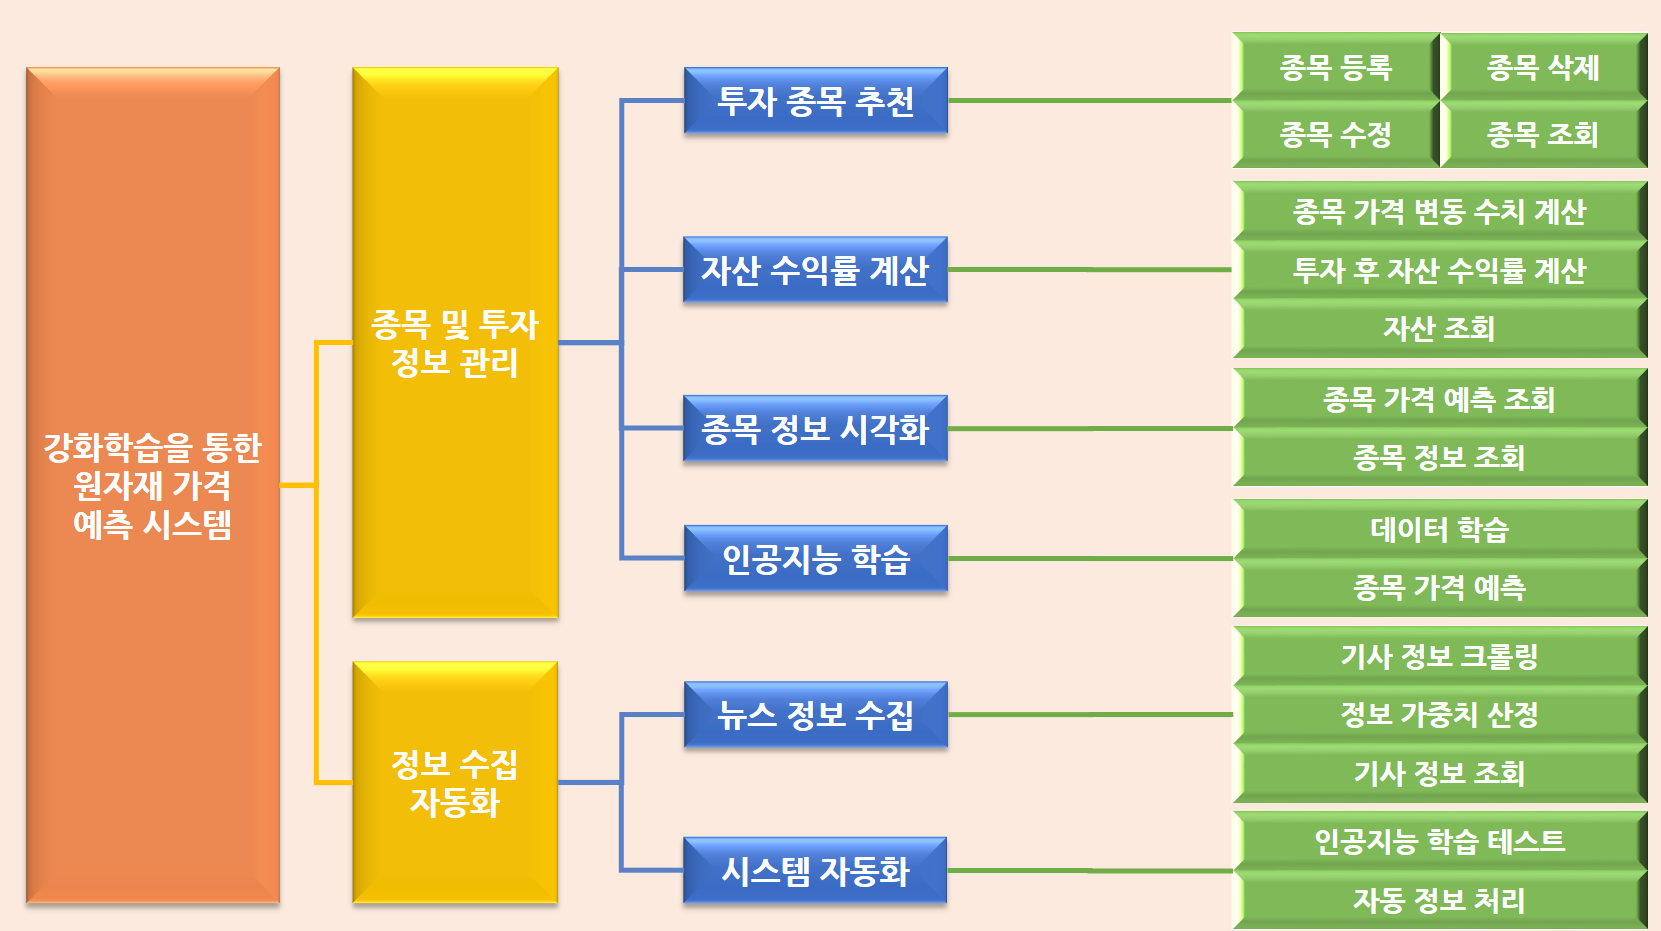 강화학습을 통한
원자재 가격
예측 시스템
종목 및 투자
정보 관리
투자 종목 추천
종목 등록
종목 삭제
종목 수정
종목 조회
자산 수익률 계산
종목 가격 변동 수치 계산
투자 후 자산 수익률 계산
자산 조회
종목 정보 시각화
종목 가격 예측 조회
종목 정보 조회
인공지능 학습
데이터 학습
종목 가격 예측
정보 수집
자동화
뉴스 정보 수집
기사 정보 크롤링
정보 가중치 산정
기사 정보 조회
시스템 자동화
인공지능 학습 테스트
자동 정보 처리